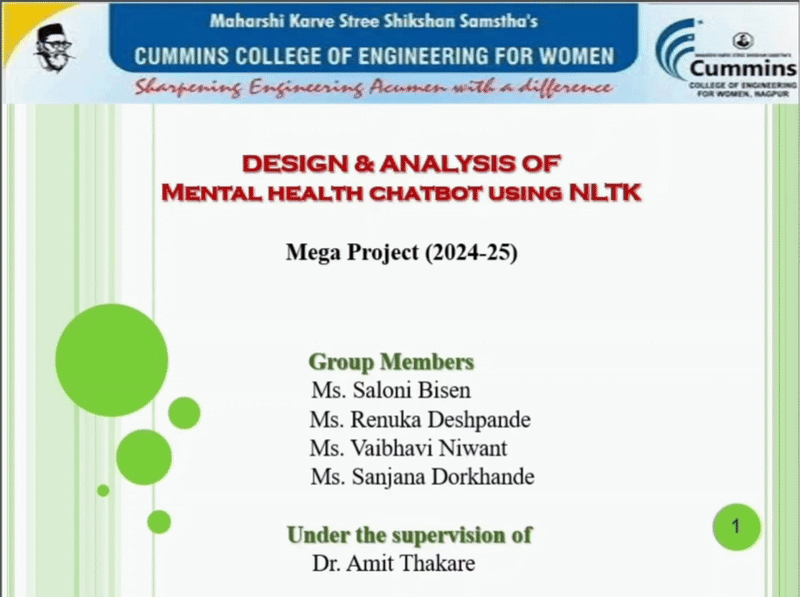 Maharshi Karve Stree Shikshan Samstha's
CUMMINS COLLEGE OF ENGINEERING FOR WOMEN
Sharpening Engineering Acumen with a difference
MAHARSHI KARVE STREE SHIKSHAN SAMSTHA'S
Cummins
COLLEGE OF ENGINEERING
FOR WOMEN, NAGPUR
DESIGN & ANALYSIS OF
MENTAL HEALTH CHATBOT USING NLTK
Mega Project (2024-25)
Group Members
Ms. Saloni Bisen
Ms. Renuka Deshpande
Ms. Vaibhavi Niwant
Ms. Sanjana Dorkhande
Under the supervision of
Dr. Amit Thakare
1